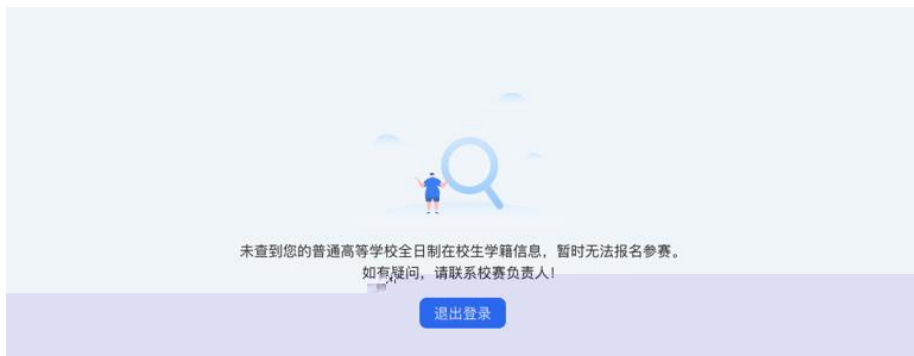 未查到您的普通高等学校全日制在校生学籍信息，暂时无法报名参赛。
如有疑问，请联系校赛负责人！
退出登录